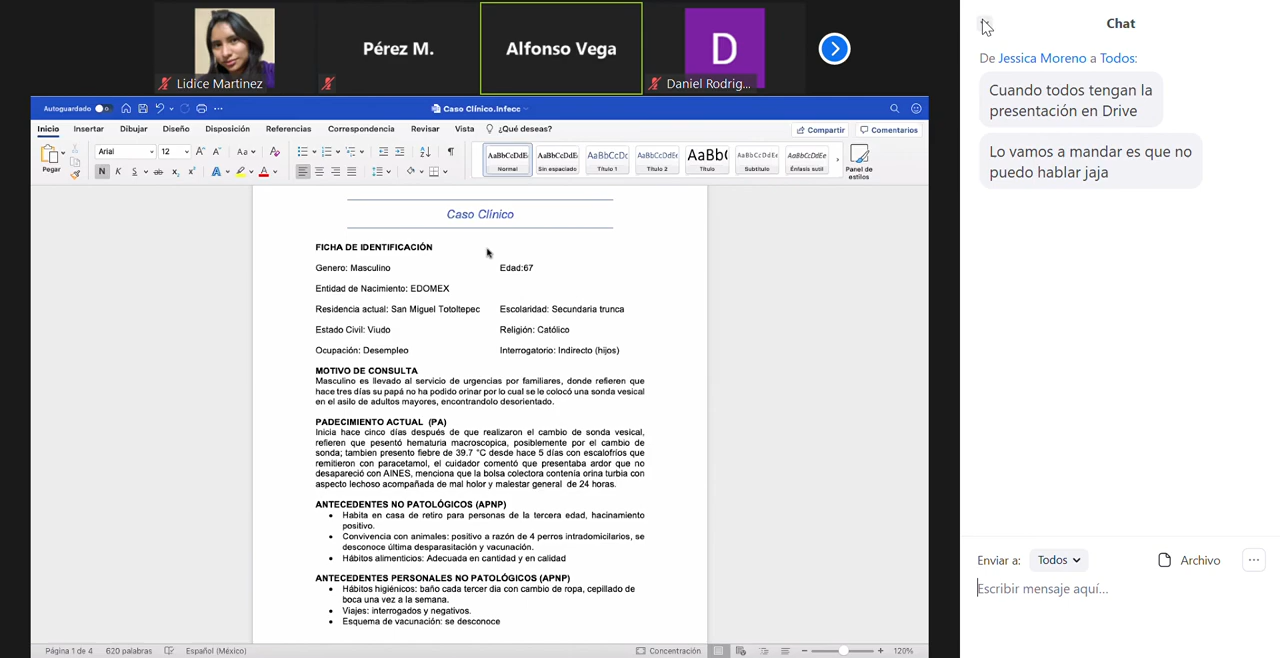 Lidice Martinez
Pérez M.
Alfonso Vega
D
Daniel Rodrig...
Autoguardado
Caso Clínico.Infecc
Inicio Insertar Dibujar Diseño Disposición Referencias Correspondencia Revisar Vista ¿Qué deseas? Compartir Comentarios
Pegar
Arial 12 A A Aa A
N K S ab x₂ x² A A
AaBbCcDdEe AaBbCcDdEe AaBbCcDc AaBbCcDdEe AaBb( AaBbCcDdEe AaBbCcDdEe
Normal Sin espaciado Título 1 Título 2 Título Subtítulo Énfasis sutil
Panel de
estilos
Caso Clínico
FICHA DE IDENTIFICACIÓN
Genero: Masculino Edad:67
Entidad de Nacimiento: EDOMEX
Residencia actual: San Miguel Totoltepec Escolaridad: Secundaria trunca
Estado Civil: Viudo Religión: Católico
Ocupación: Desempleo Interrogatorio: Indirecto (hijos)
MOTIVO DE CONSULTA
Masculino es llevado al servicio de urgencias por familiares, donde refieren que
hace tres días su papá no ha podido orinar por lo cual se le colocó una sonda vesical
en el asilo de adultos mayores, encontrandolo desorientado.
PADECIMIENTO ACTUAL (PA)
Inicia hace cinco días después de que realizaron el cambio de sonda vesical,
refieren que pesentó hematuria macroscopica, posiblemente por el cambio de
sonda; tambien presento fiebre de 39.7 °C desde hace 5 días con escalofríos que
remitieron con paracetamol, el cuidador comentó que presentaba ardor que no
desapareció con AINES, menciona que la bolsa colectora contenía orina turbia con
aspecto lechoso acompañada de mal holor y malestar general de 24 horas.
ANTECEDENTES NO PATOLÓGICOS (APNP)
• Habita en casa de retiro para personas de la tercera edad, hacinamiento
positivo.
• Convivencia con animales: positivo a razón de 4 perros intradomicilarios, se
desconoce última desparasitación y vacunación.
• Hábitos alimenticios: Adecuada en cantidad y en calidad
ANTECEDENTES PERSONALES NO PATOLÓGICOS (APNP)
• Hábitos higiénicos: baño cada tercer dia con cambio de ropa, cepillado de
boca una vez a la semana.
• Viajes: interrogados y negativos.
• Esquema de vacunación: se desconoce
Página 1 de 4 620 palabras Español (México) Concentración 120%
Chat
De Jessica Moreno a Todos:
Cuando todos tengan la
presentación en Drive
Lo vamos a mandar es que no
puedo hablar jaja
Enviar a: Todos Archivo
Escribir mensaje aquí...